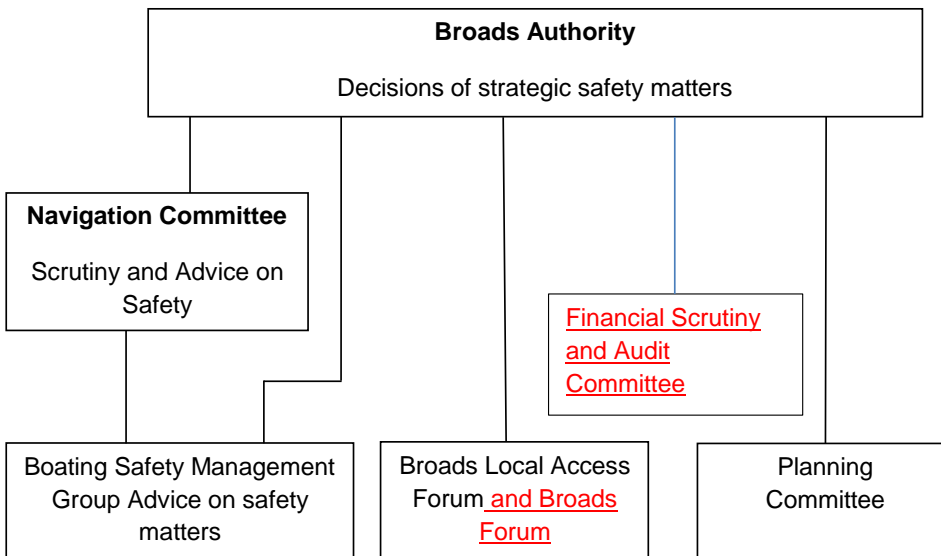 Broads Authority
Decisions of strategic safety matters
Navigation Committee
Scrutiny and Advice on
Safety
Financial Scrutiny
and Audit
Committee
Boating Safety Management
Group Advice on safety
matters
Broads Local Access
Forum and Broads
Forum
Planning
Committee